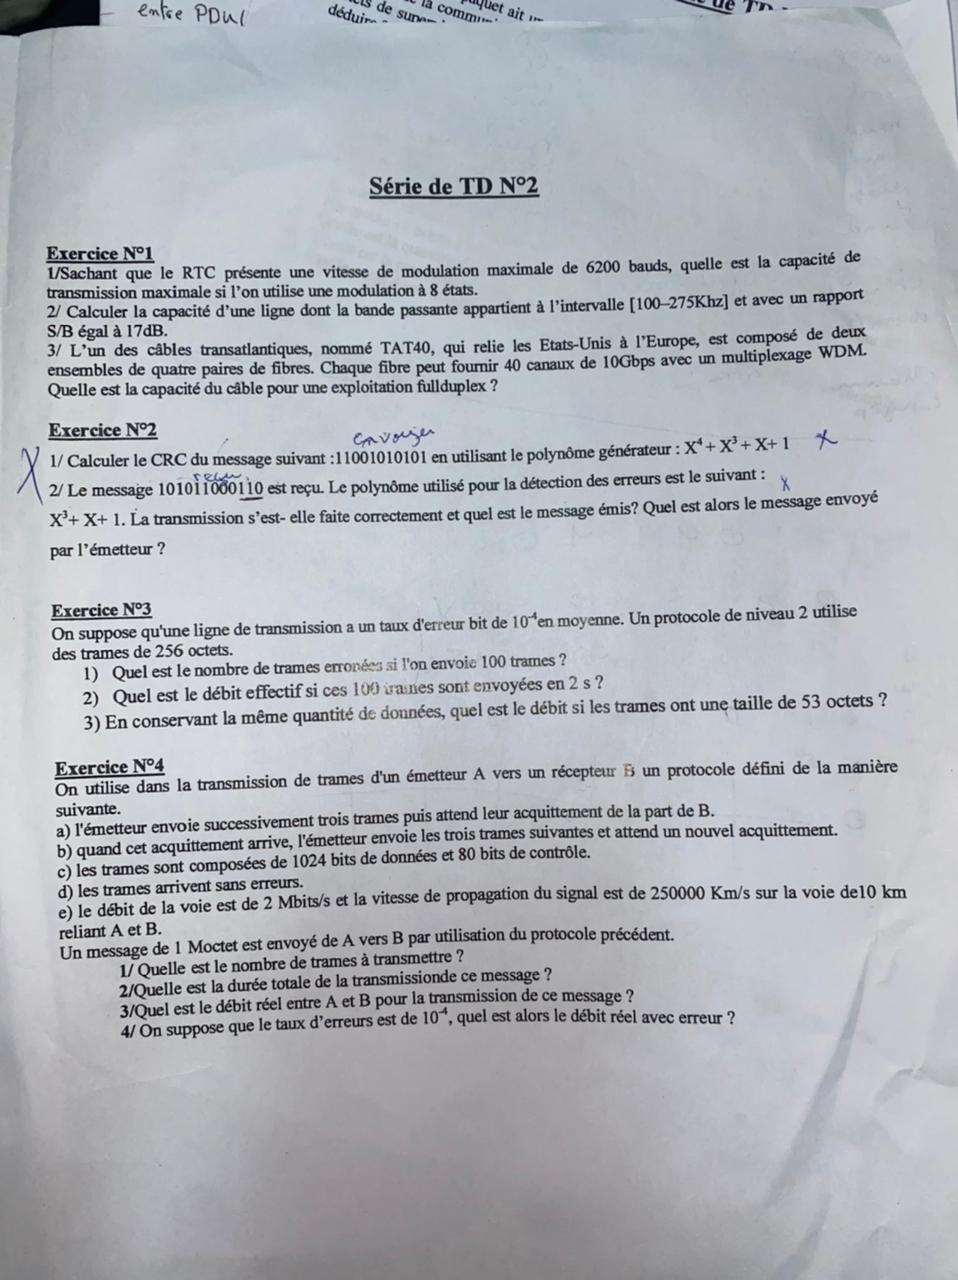 entre PDU(
déduire
de
la
quet ait
de TD
Série de TD N°2
Exercice N°1
1/Sachant que le RTC présente une vitesse de modulation maximale de 6200 bauds, quelle est la capacité de
transmission maximale si l'on utilise une modulation à 8 états.
2/ Calculer la capacité d'une ligne dont la bande passante appartient à l'intervalle [100–275Khz] et avec un rapport
S/B égal à 17dB.
3/ L'un des câbles transatlantiques, nommé TAT40, qui relie les Etats-Unis à l'Europe, est composé de deux
ensembles de quatre paires de fibres. Chaque fibre peut fournir 40 canaux de 10Gbps avec un multiplexage WDM.
Quelle est la capacité du câble pour une exploitation fullduplex ?
Exercice N°2
1/ Calculer le CRC du message suivant :11001010101 en utilisant le polynôme générateur : X⁴ + X³ + X+ 1
2/ Le message 101011000110 est reçu. Le polynôme utilisé pour la détection des erreurs est le suivant :
X³+ X+ 1. La transmission s'est- elle faite correctement et quel est le message émis? Quel est alors le message envoyé
par l'émetteur ?
Exercice N°3
On suppose qu'une ligne de transmission a un taux d'erreur bit de 10⁻⁴en moyenne. Un protocole de niveau 2 utilise
des trames de 256 octets.
1) Quel est le nombre de trames erronées si l'on envoie 100 trames ?
2) Quel est le débit effectif si ces 100 trames sont envoyées en 2 s ?
3) En conservant la même quantité de données, quel est le débit si les trames ont une taille de 53 octets ?
Exercice N°4
On utilise dans la transmission de trames d'un émetteur A vers un récepteur B un protocole défini de la manière
suivante.
a) l'émetteur envoie successivement trois trames puis attend leur acquittement de la part de B.
b) quand cet acquittement arrive, l'émetteur envoie les trois trames suivantes et attend un nouvel acquittement.
c) les trames sont composées de 1024 bits de données et 80 bits de contrôle.
d) les trames arrivent sans erreurs.
e) le débit de la voie est de 2 Mbits/s et la vitesse de propagation du signal est de 250000 Km/s sur la voie de10 km
reliant A et B.
Un message de 1 Moctet est envoyé de A vers B par utilisation du protocole précédent.
1/ Quelle est le nombre de trames à transmettre ?
2/Quelle est la durée totale de la transmissionde ce message ?
3/Quel est le débit réel entre A et B pour la transmission de ce message ?
4/ On suppose que le taux d'erreurs est de 10⁻⁴, quel est alors le débit réel avec erreur ?